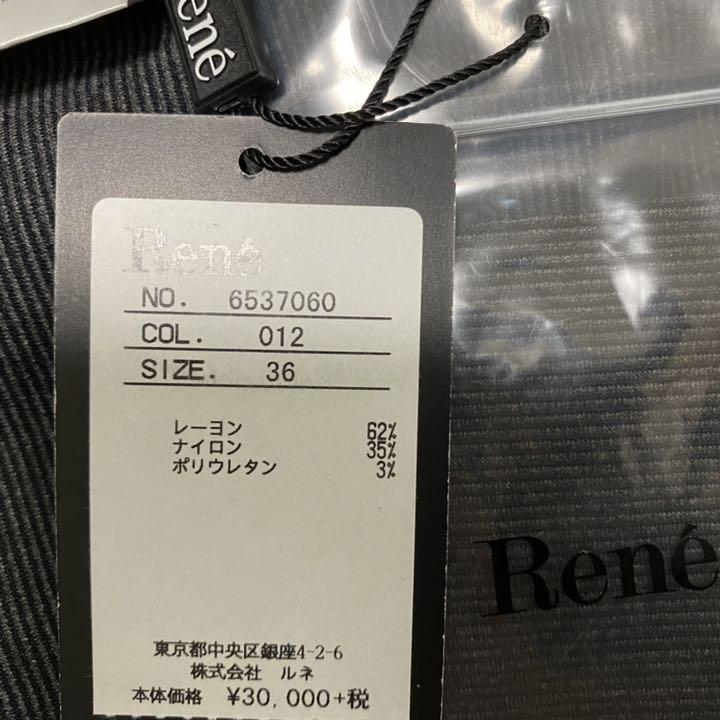 René
René
NO. 6537060
COL. 012
SIZE. 36
レーヨン 62%
ナイロン 35%
ポリウレタン 3%
René
東京都中央区銀座4-2-6
株式会社 ルネ
本体価格 ¥30,000+税